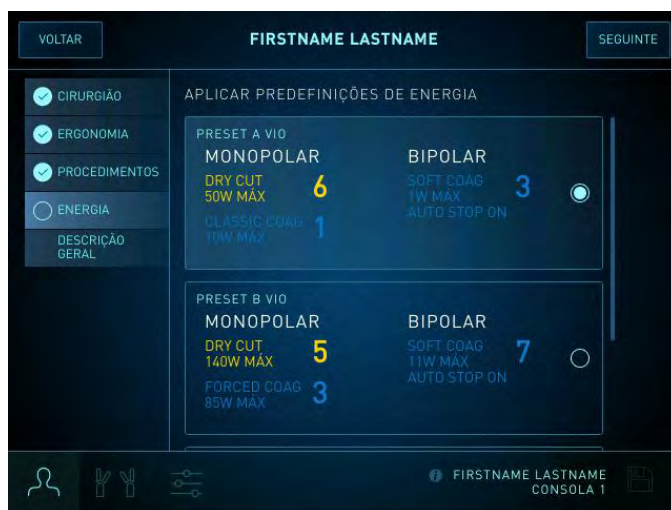 VOLTAR
FIRSTNAME LASTNAME
SEGUINTE
CIRURGIÃO
ERGONOMIA
PROCEDIMENTOS
ENERGIA
DESCRIÇÃO
GERAL
APLICAR PREDEFINIÇÕES DE ENERGIA
PRESET A VIO
MONOPOLAR
DRY CUT
50W MÁX
6
CLASSIC COAG
10W MÁX
1
BIPOLAR
SOFT COAG
1W MÁX
AUTO STOP ON
3
PRESET B VIO
MONOPOLAR
DRY CUT
140W MÁX
5
FORCED COAG
85W MÁX
3
BIPOLAR
SOFT COAG
11W MÁX
AUTO STOP ON
7
FIRSTNAME LASTNAME
CONSOLA 1